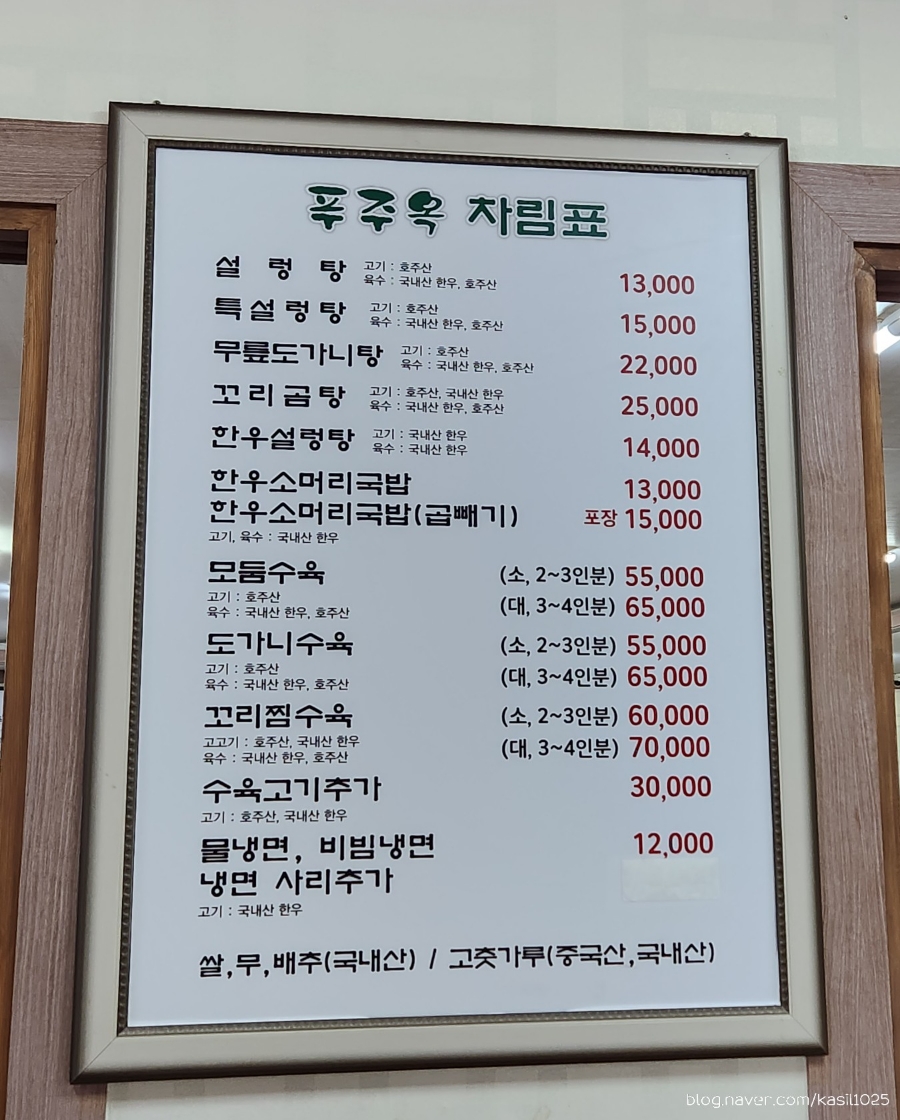 푸주옥 차림표
설 렁 탕 고기 : 호주산 육수 : 국내산 한우, 호주산 13,000
특설렁탕 고기 : 호주산 육수 : 국내산 한우, 호주산 15,000
무릎도가니탕 고기 : 호주산 육수 : 국내산 한우, 호주산 22,000
꼬리곰탕 고기 : 호주산, 국내산 한우 육수 : 국내산 한우, 호주산 25,000
한우설렁탕 고기 : 국내산 한우 육수 : 국내산 한우 14,000
한우소머리국밥 13,000
한우소머리국밥(곱빼기) 포장 15,000
고기, 육수 : 국내산 한우
모둠수육 (소, 2~3인분) 55,000
고기 : 호주산 (대, 3~4인분) 65,000
육수 : 국내산 한우, 호주산
도가니수육 (소, 2~3인분) 55,000
고기 : 호주산 (대, 3~4인분) 65,000
육수 : 국내산 한우, 호주산
꼬리찜수육 (소, 2~3인분) 60,000
고고기 : 호주산, 국내산 한우 (대, 3~4인분) 70,000
육수 : 국내산 한우, 호주산
수육고기추가 30,000
고기 : 호주산, 국내산 한우
물냉면, 비빔냉면 12,000
냉면 사리추가
고기 : 국내산 한우
쌀,무,배추(국내산) / 고춧가루(중국산,국내산)
blog.naver.com/kasil1025